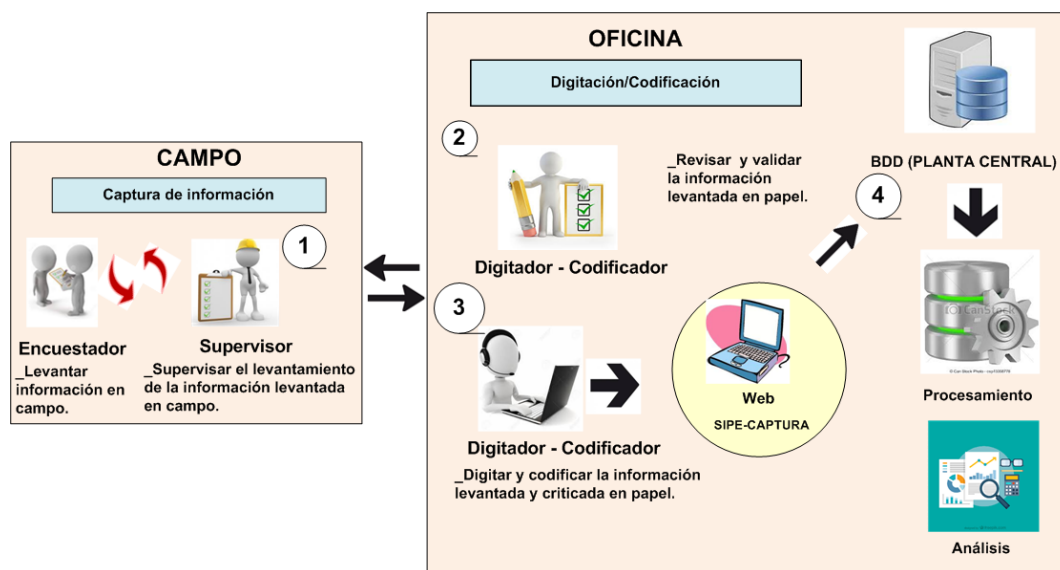 CAMPO
Captura de información
1
Encuestador
_Levantar
información en
campo.
Supervisor
_Supervisar el levantamiento
de la información levantada
en campo.
OFICINA
Digitación/Codificación
2
_Revisar y validar
la información
levantada en papel.
Digitador - Codificador
3
Digitador - Codificador
_Digitar y codificar la información
levantada y criticada en papel.
Web
SIPE-CAPTURA
BDD (PLANTA CENTRAL)
4
CanStock
Procesamiento
Análisis